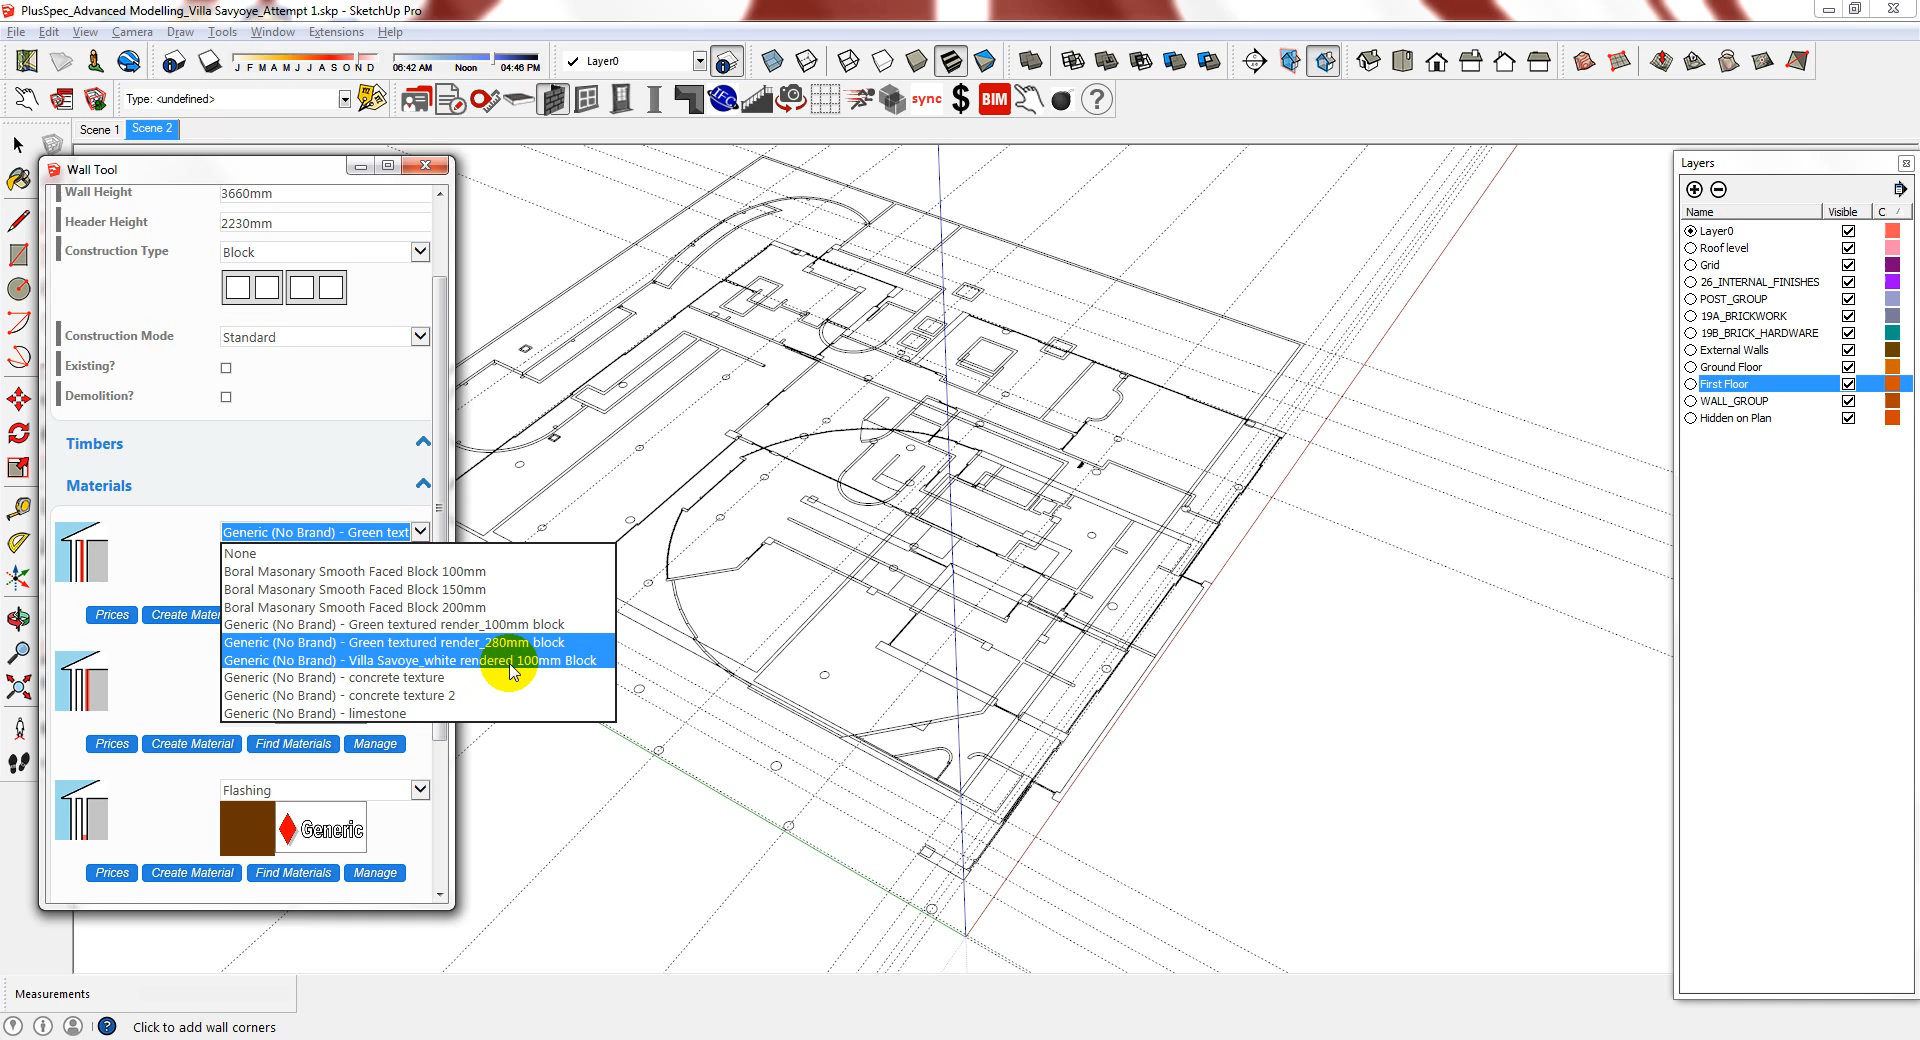 PlusSpec_Advanced Modelling_Villa Savyoye_Attempt 1.skp - SketchUp Pro
File Edit View Camera Draw Tools Window Extensions Help
J F M A M J J A S O N D
06:42 AM Noon 04:46 PM
Layer0
Type: <undefined>
IFC
sync
$
BIM
?
Scene 1 Scene 2
Wall Tool
Wall Height 3660mm
Header Height 2230mm
Construction Type Block
Construction Mode Standard
Existing?
Demolition?
Timbers
Materials
Generic (No Brand) - Green text
None
Boral Masonary Smooth Faced Block 100mm
Boral Masonary Smooth Faced Block 150mm
Boral Masonary Smooth Faced Block 200mm
Generic (No Brand) - Green textured render_100mm block
Generic (No Brand) - Green textured render_280mm block
Generic (No Brand) - Villa Savoye_white rendered 100mm Block
Generic (No Brand) - concrete texture
Generic (No Brand) - concrete texture 2
Generic (No Brand) - limestone
Prices Create Mater
Prices Create Material Find Materials Manage
Flashing
Generic
Prices Create Material Find Materials Manage
Layers
Name Visible C
Layer0
Roof level
Grid
26_INTERNAL_FINISHES
POST_GROUP
19A_BRICKWORK
19B_BRICK_HARDWARE
External Walls
Ground Floor
First Floor
WALL_GROUP
Hidden on Plan
Measurements
? Click to add wall corners